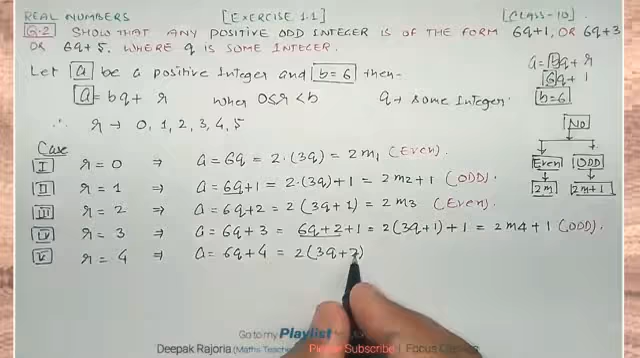 REAL NUMBERS [EXERCISE 1.1] [CLASS-10]
Q.2 SHOW THAT ANY POSITIVE ODD INTEGER IS OF THE FORM 6q+1, OR 6q+3
OR 6q+5. WHERE q IS SOME INTEGER.
Let a be a positive Integer and b=6 then-
a = bq + r when 0≤r<b q→ some Integer
∴ r → 0, 1, 2, 3, 4, 5
a = bq + r
6q + 1
b=6
NO
Even ODD
2m 2m+1
Case
I r = 0 ⇒ a = 6q = 2·(3q) = 2m1 (Even)
II r = 1 ⇒ a = 6q+1 = 2·(3q)+1 = 2m2+1 (ODD).
III r = 2 ⇒ a = 6q+2 = 2(3q+1) = 2m3 (Even).
IV r = 3 ⇒ a = 6q+3 = 6q+2+1 = 2(3q+1)+1 = 2m4+1 (ODD).
V r = 4 ⇒ a = 6q+4 = 2(3q+2)
Go to my Playlist
Deepak Rajoria (Maths Teacher) Please Subscribe | Focus Classes